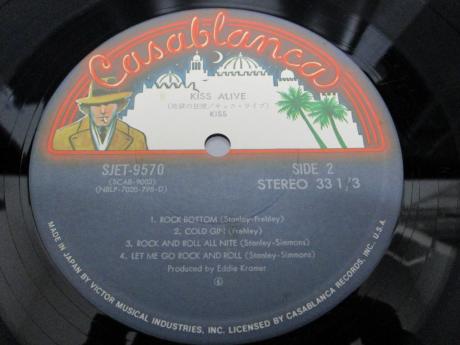 Casablanca
KISS ALIVE
(地獄の狂獣/キッス・ライブ)
KISS
SJET-9570
SIDE 2
(SCAB-9003)
(NBLP-7020-798-D)
STEREO 33 1/3
1. ROCK BOTTOM (Stanley-Frehley)
2. COLD GIN (Frehley)
3. ROCK AND ROLL ALL NITE (Stanley-Simmons)
4. LET ME GO ROCK AND ROLL (Stanley-Simmons)
Produced by Eddie Kramer
MADE IN JAPAN BY VICTOR MUSICAL INDUSTRIES, INC. LICENSED BY CASABLANCA RECORDS, INC., U.S.A.